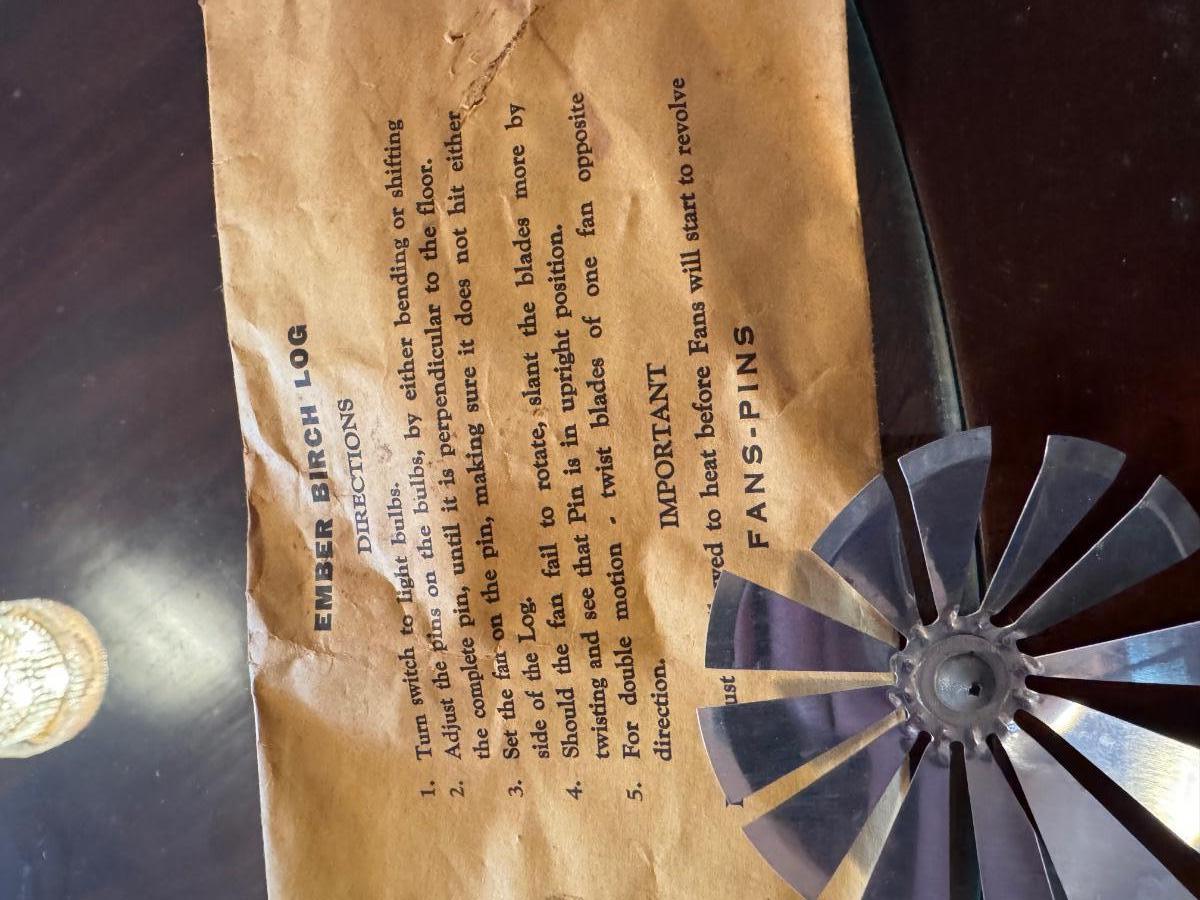 EMBER BIRCH LOG
DIRECTIONS
1. Turn switch to light bulbs.
2. Adjust the pins on the bulbs, by either bending or shifting
the complete pin, until it is perpendicular to the floor.
3. Set the fan on the pin, making sure it does not hit either
side of the Log.
4. Should the fan fail to rotate, slant the blades more by
twisting and see that Pin is in upright position.
5. For double motion - twist blades of one fan opposite
direction.
IMPORTANT
to heat before Fans will start to revolve
FANS-PINS